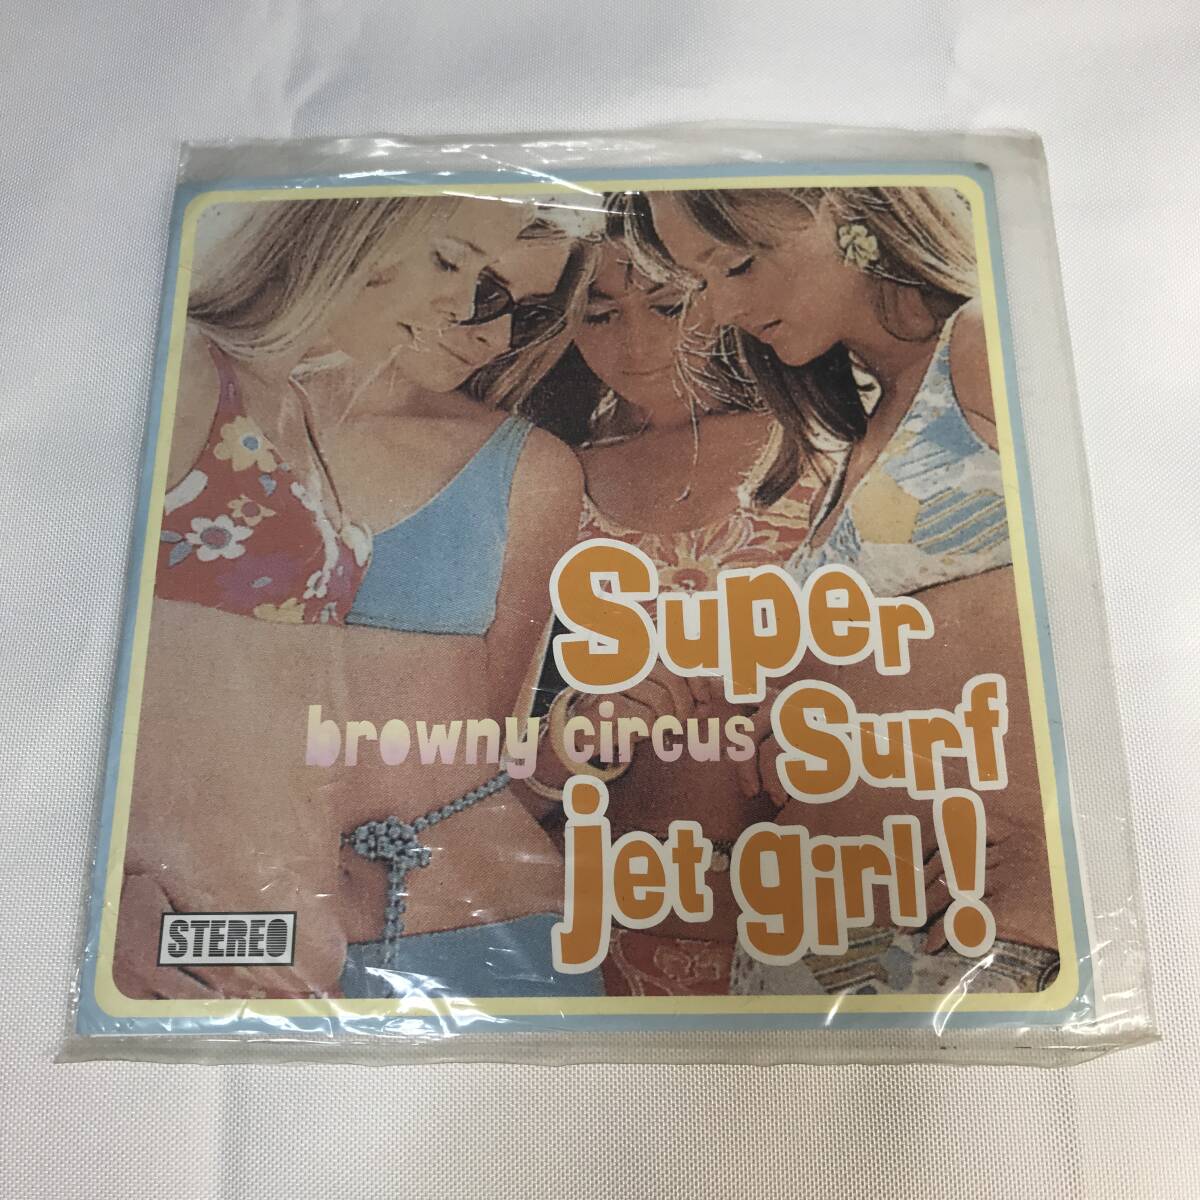 Super
browny circus Surf
jet girl!
STEREO